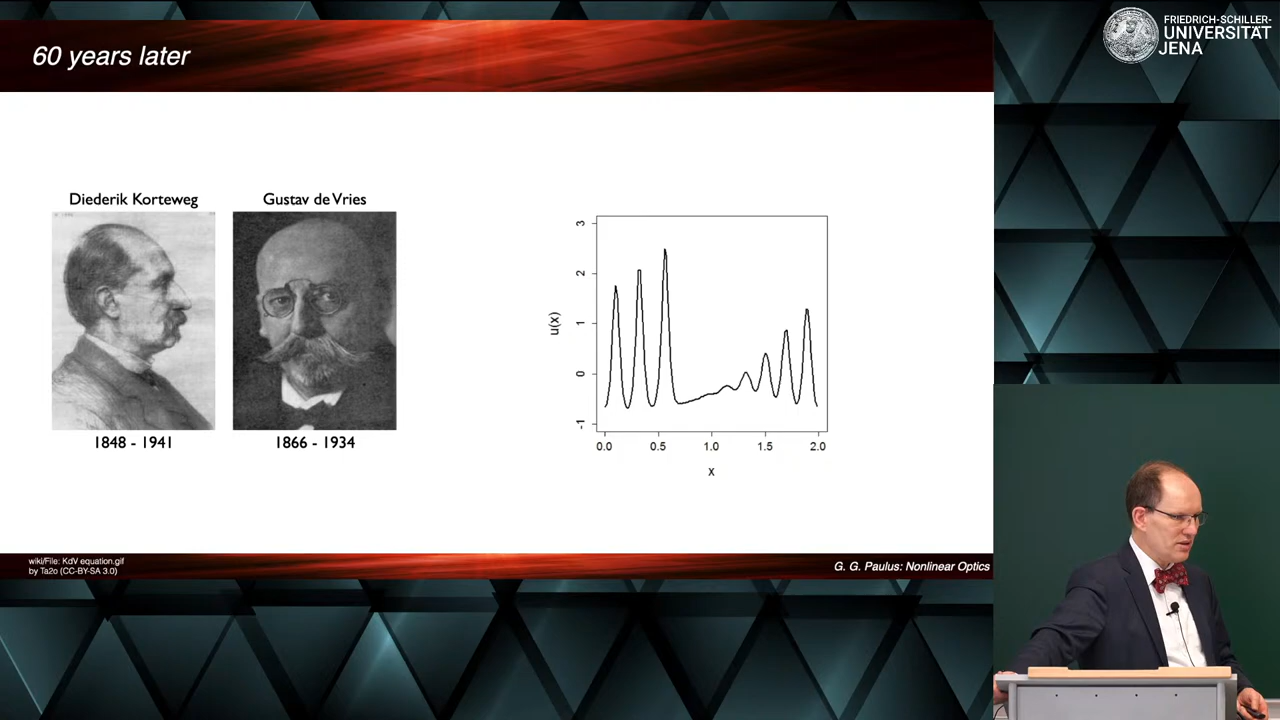 60 years later
FRIEDRICH-SCHILLER-
UNIVERSITÄT
JENA
Diederik Korteweg
Gustav de Vries
1848 - 1941
1866 - 1934
3
2
1
0
-1
u(x)
0.0 0.5 1.0 1.5 2.0
x
wiki/File: KdV equation.gif
by Ta2o (CC-BY-SA 3.0)
G. G. Paulus: Nonlinear Optics